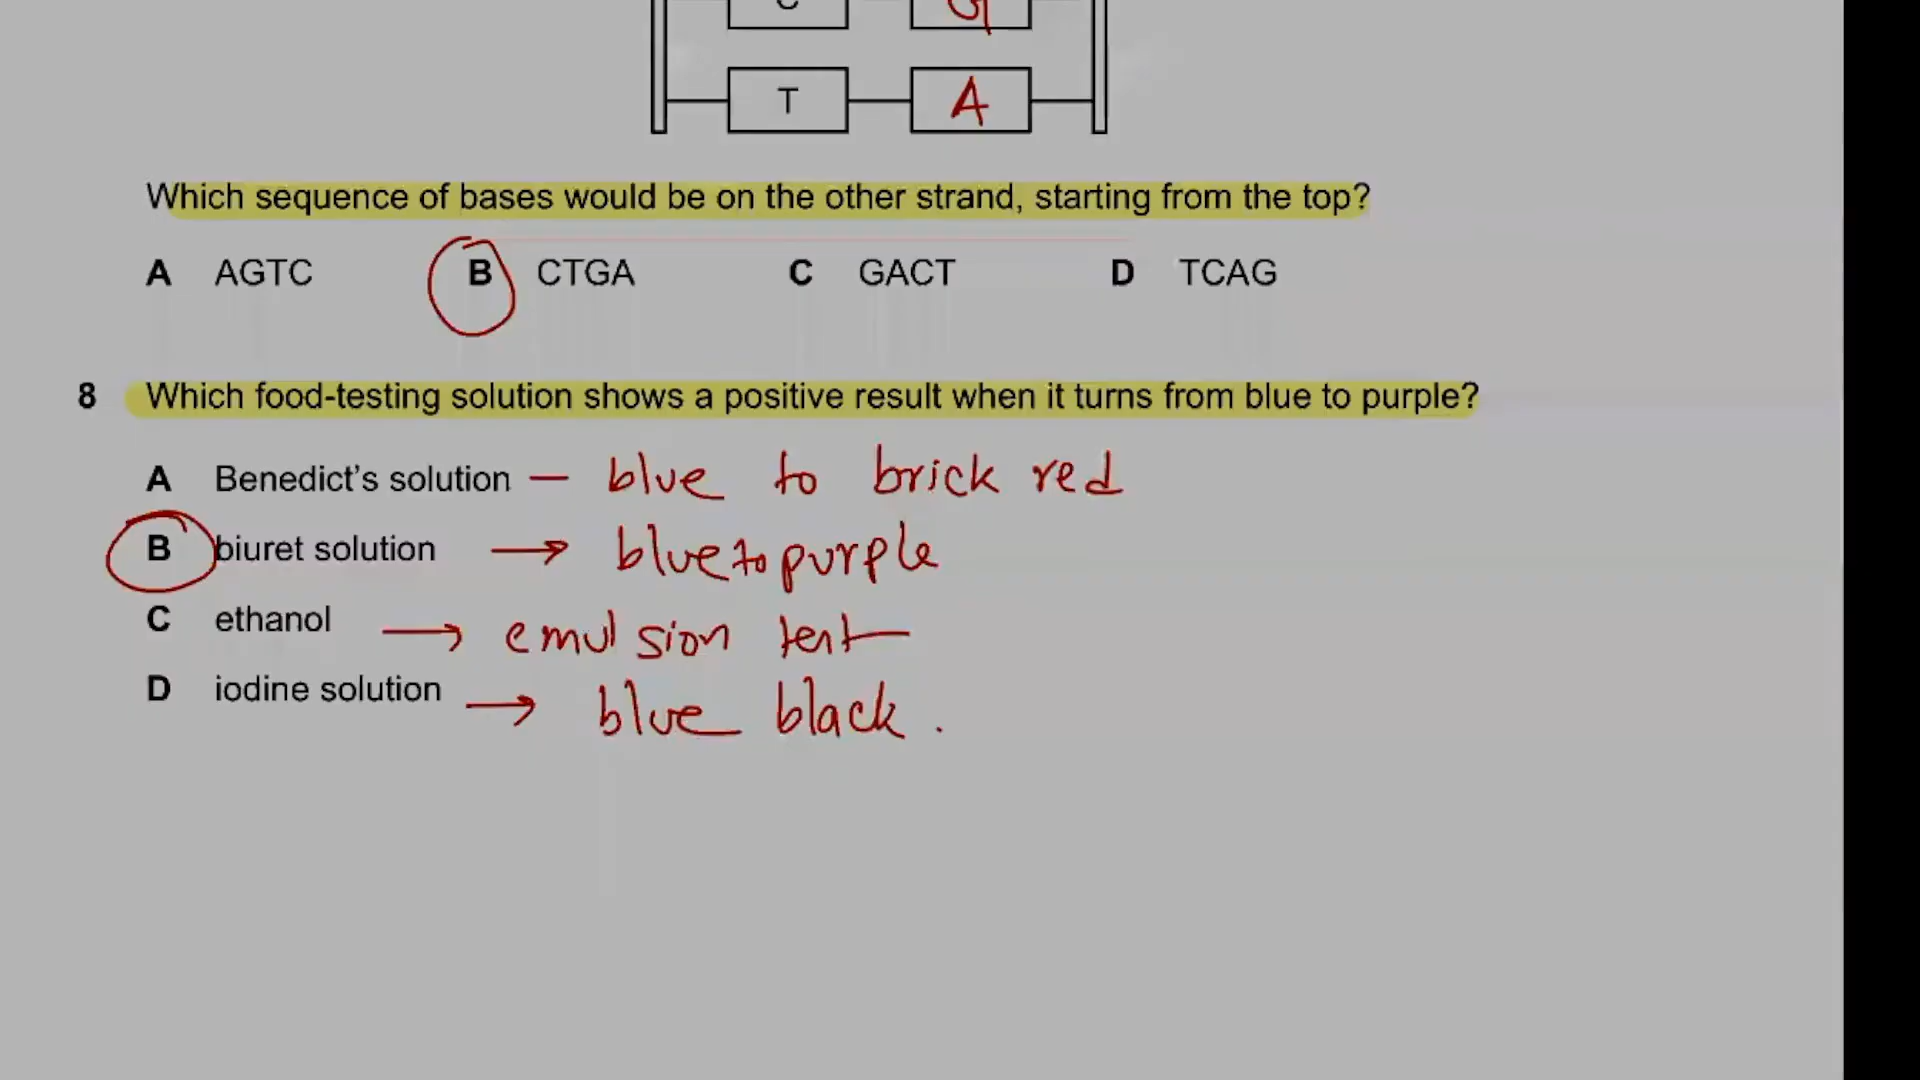 C G
T A
Which sequence of bases would be on the other strand, starting from the top?
A AGTC B CTGA C GACT D TCAG
8 Which food-testing solution shows a positive result when it turns from blue to purple?
A Benedict's solution — blue to brick red
B biuret solution → blue to purple
C ethanol → emulsion test
D iodine solution → blue black .